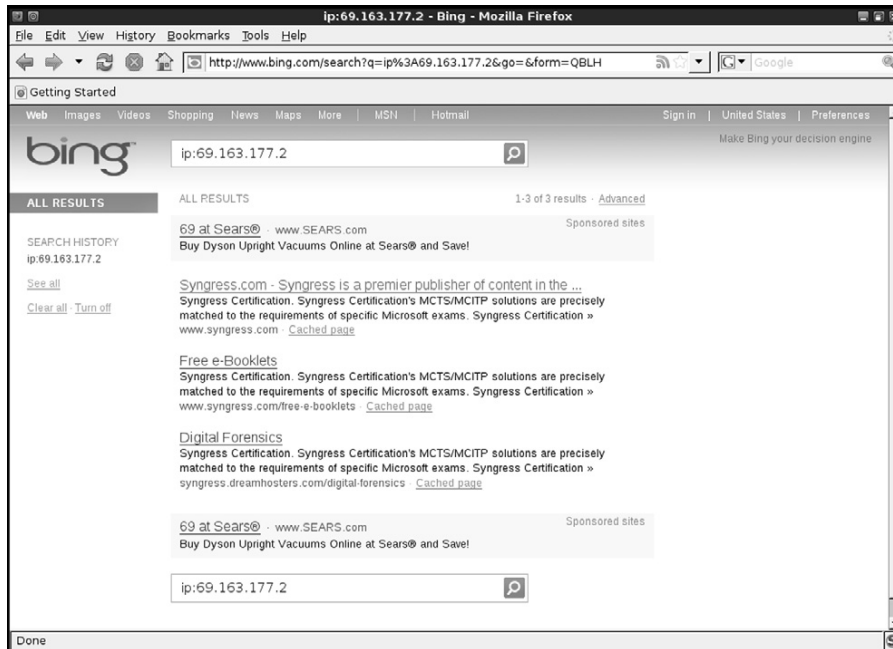 ip:69.163.177.2 - Bing - Mozilla Firefox
File Edit View History Bookmarks Tools Help
http://www.bing.com/search?q=ip%3A69.163.177.2&go=&form=QBLH
G Google
Getting Started
Web Images Videos Shopping News Maps More | MSN | Hotmail Sign in | United States | Preferences
bing
ip:69.163.177.2
Make Bing your decision engine
ALL RESULTS
ALL RESULTS 1-3 of 3 results · Advanced
69 at Sears® · www.SEARS.com Sponsored sites
Buy Dyson Upright Vacuums Online at Sears® and Save!
SEARCH HISTORY
ip:69.163.177.2
See all
Clear all · Turn off
Syngress.com - Syngress is a premier publisher of content in the ...
Syngress Certification. Syngress Certification's MCTS/MCITP solutions are precisely
matched to the requirements of specific Microsoft exams. Syngress Certification »
www.syngress.com · Cached page
Free e-Booklets
Syngress Certification. Syngress Certification's MCTS/MCITP solutions are precisely
matched to the requirements of specific Microsoft exams. Syngress Certification »
www.syngress.com/free-e-booklets · Cached page
Digital Forensics
Syngress Certification. Syngress Certification's MCTS/MCITP solutions are precisely
matched to the requirements of specific Microsoft exams. Syngress Certification »
syngress.dreamhosters.com/digital-forensics · Cached page
69 at Sears® · www.SEARS.com Sponsored sites
Buy Dyson Upright Vacuums Online at Sears® and Save!
ip:69.163.177.2
Done